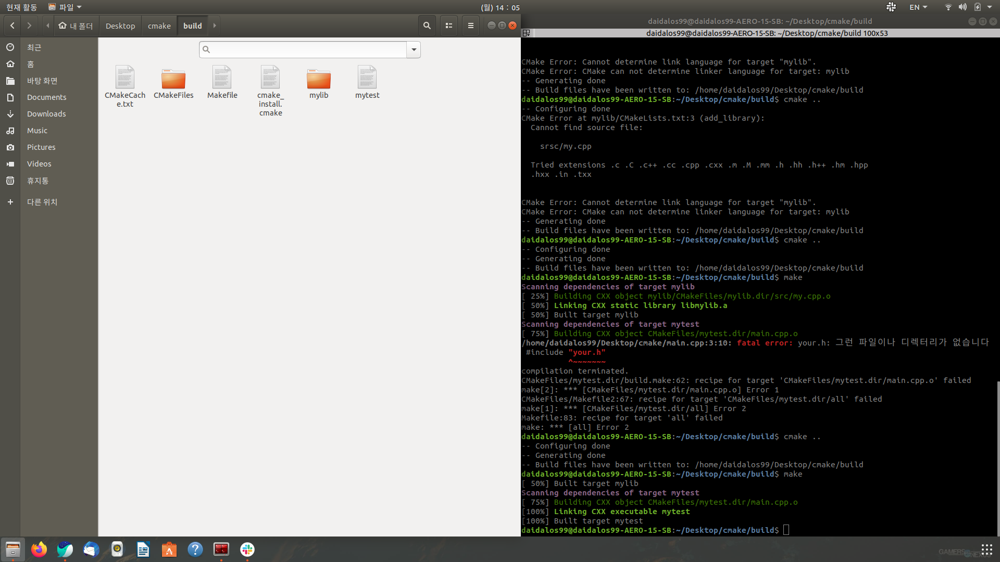 현재 활동
파일
(월) 14 : 05
EN
내 폴더
Desktop
cmake
build
최근
홈
바탕 화면
Documents
Downloads
Music
Pictures
Videos
휴지통
다른 위치
CMakeCache.txt
CMakeFiles
Makefile
cmake_install.cmake
mylib
mytest
daidalos99@daidalos99-AERO-15-SB: ~/Desktop/cmake/build
daidalos99@daidalos99-AERO-15-SB: ~/Desktop/cmake/build 100x53
CMake Error: Cannot determine link language for target "mylib".
CMake Error: CMake can not determine linker language for target: mylib
-- Generating done
-- Build files have been written to: /home/daidalos99/Desktop/cmake/build
daidalos99@daidalos99-AERO-15-SB:~/Desktop/cmake/build$ cmake ..
-- Configuring done
CMake Error at mylib/CMakeLists.txt:3 (add_library):
Cannot find source file:
srsc/my.cpp
Tried extensions .c .C .c++ .cc .cpp .cxx .m .M .mm .h .hh .h++ .hm .hpp
.hxx .in .txx
CMake Error: Cannot determine link language for target "mylib".
CMake Error: CMake can not determine linker language for target: mylib
-- Generating done
-- Build files have been written to: /home/daidalos99/Desktop/cmake/build
daidalos99@daidalos99-AERO-15-SB:~/Desktop/cmake/build$ cmake ..
-- Configuring done
-- Generating done
-- Build files have been written to: /home/daidalos99/Desktop/cmake/build
daidalos99@daidalos99-AERO-15-SB:~/Desktop/cmake/build$ make
Scanning dependencies of target mylib
[ 25%] Building CXX object mylib/CMakeFiles/mylib.dir/src/my.cpp.o
[ 50%] Linking CXX static library libmylib.a
[ 50%] Built target mylib
Scanning dependencies of target mytest
[ 75%] Building CXX object CMakeFiles/mytest.dir/main.cpp.o
/home/daidalos99/Desktop/cmake/main.cpp:3:10: fatal error: your.h: 그런 파일이나 디렉터리가 없습니다
#include "your.h"
^~~~~~~~
compilation terminated.
CMakeFiles/mytest.dir/build.make:62: recipe for target 'CMakeFiles/mytest.dir/main.cpp.o' failed
make[2]: *** [CMakeFiles/mytest.dir/main.cpp.o] Error 1
CMakeFiles/Makefile2:67: recipe for target 'CMakeFiles/mytest.dir/all' failed
make[1]: *** [CMakeFiles/mytest.dir/all] Error 2
Makefile:83: recipe for target 'all' failed
make: *** [all] Error 2
daidalos99@daidalos99-AERO-15-SB:~/Desktop/cmake/build$ cmake ..
-- Configuring done
-- Generating done
-- Build files have been written to: /home/daidalos99/Desktop/cmake/build
daidalos99@daidalos99-AERO-15-SB:~/Desktop/cmake/build$ make
[ 50%] Built target mylib
Scanning dependencies of target mytest
[ 75%] Building CXX object CMakeFiles/mytest.dir/main.cpp.o
[100%] Linking CXX executable mytest
[100%] Built target mytest
daidalos99@daidalos99-AERO-15-SB:~/Desktop/cmake/build$
GAMERS NEXUS